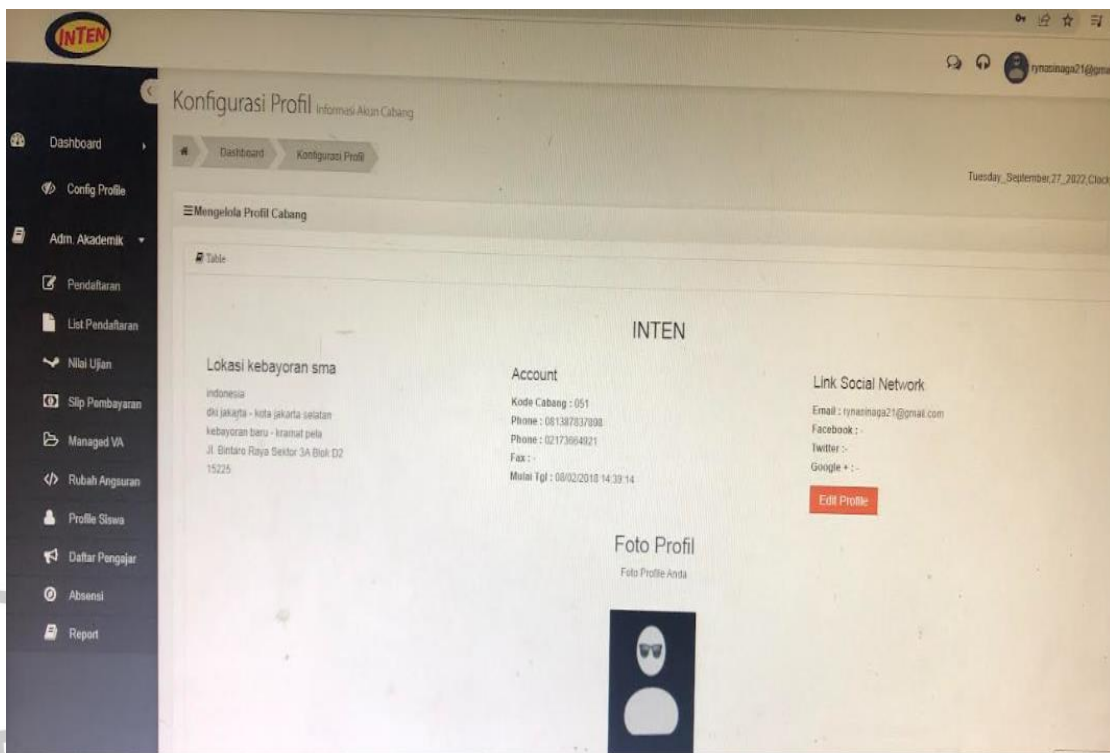 INTEN
Konfigurasi Profil Informasi Akun Cabang
Dashboard
Konfigurasi Profil
Tuesday_September,27_2022,Clock
Dashboard
Config Profile
Adm. Akademik
Pendaftaran
List Pendaftaran
Nilai Ujian
Slip Pembayaran
Managed VA
Rubah Angsuran
Profile Siswa
Daftar Pengajar
Absensi
Report
Mengelola Profil Cabang
Table
INTEN
Lokasi kebayoran sma
indonesia
dki jakarta - kota jakarta selatan
kebayoran baru - kramat pela
Jl. Bintaro Raya Sektor 3A Blok D2
15225
Account
Kode Cabang : 051
Phone : 081387837898
Phone : 02173664921
Fax : -
Mulai Tgl : 08/02/2018 14:39:14
Link Social Network
Email : rynasinaga21@gmail.com
Facebook : -
Twitter :-
Google + : -
Edit Profile
Foto Profil
Foto Profile Anda